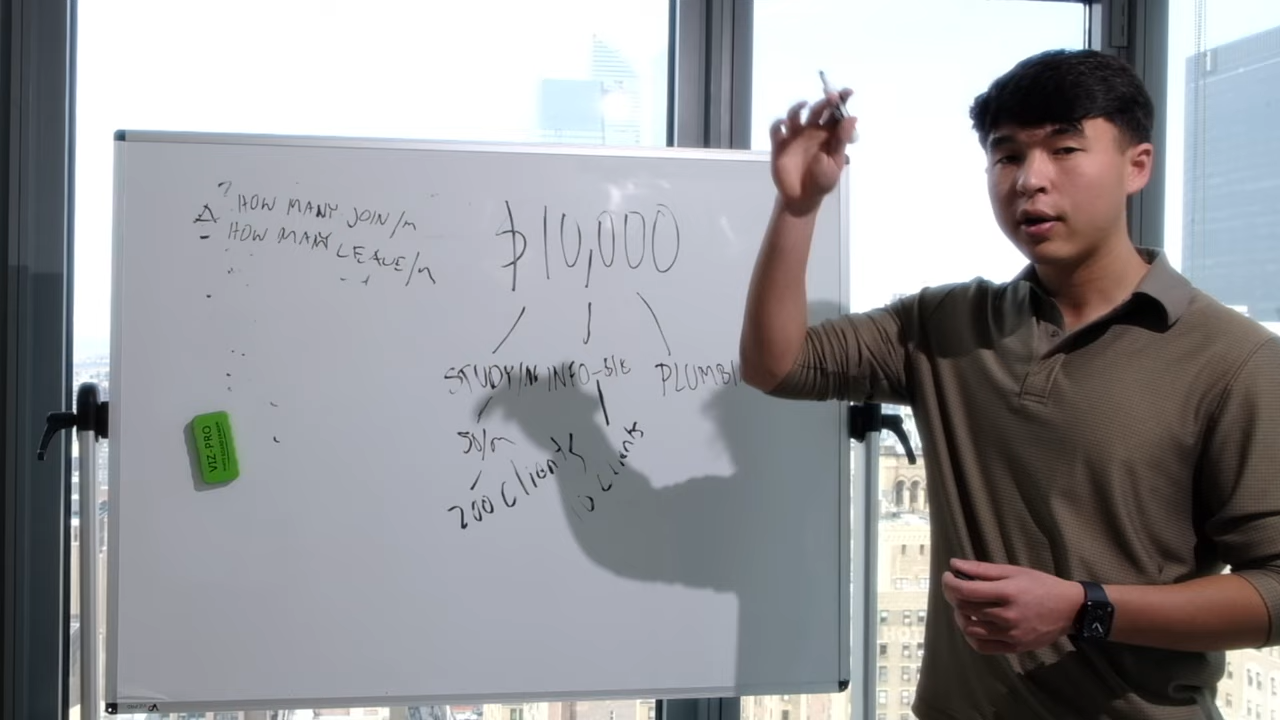 ? HOW MANY JOIN/m
Δ
- HOW MANY LEAVE/m
$10,000
STUDY/N INFO-BIZ PLUMBI
50/m
200 Clients 10 Clients
VIZ-PRO